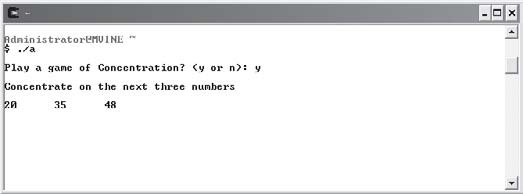 ~
Administrator@MVINE ~
$ ./a
Play a game of Concentration? (y or n): y
Concentrate on the next three numbers
20 35 48